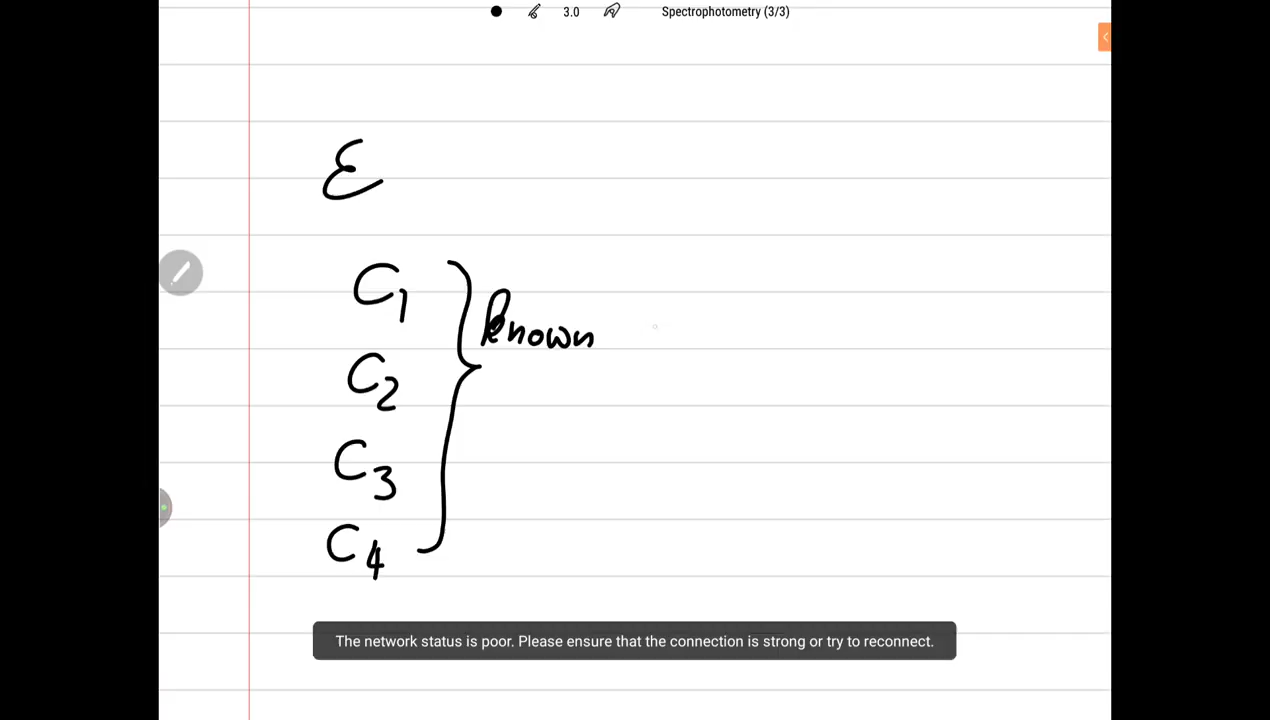 3.0 Spectrophotometry (3/3)
ε
C1
known
C2
C3
C4
The network status is poor. Please ensure that the connection is strong or try to reconnect.